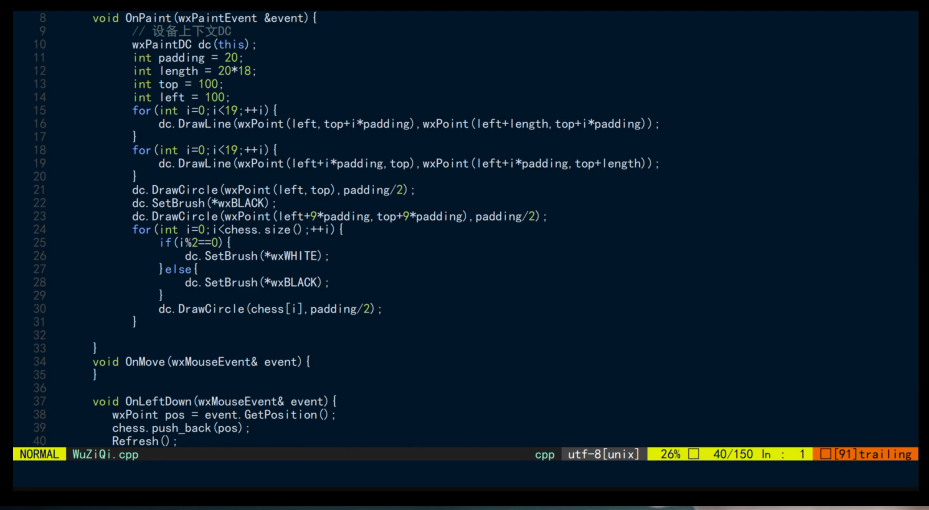 8 void OnPaint(wxPaintEvent &event){
9 // 设备上下文DC
10 wxPaintDC dc(this);
11 int padding = 20;
12 int length = 20*18;
13 int top = 100;
14 int left = 100;
15 for(int i=0;i<19;++i){
16 dc.DrawLine(wxPoint(left,top+i*padding),wxPoint(left+length,top+i*padding));
17 }
18 for(int i=0;i<19;++i){
19 dc.DrawLine(wxPoint(left+i*padding,top),wxPoint(left+i*padding,top+length));
20 }
21 dc.DrawCircle(wxPoint(left,top),padding/2);
22 dc.SetBrush(*wxBLACK);
23 dc.DrawCircle(wxPoint(left+9*padding,top+9*padding),padding/2);
24 for(int i=0;i<chess.size();++i){
25 if(i%2==0){
26 dc.SetBrush(*wxWHITE);
27 }else{
28 dc.SetBrush(*wxBLACK);
29 }
30 dc.DrawCircle(chess[i],padding/2);
31 }
32
33 }
34 void OnMove(wxMouseEvent& event){
35 }
36
37 void OnLeftDown(wxMouseEvent& event){
38 wxPoint pos = event.GetPosition();
39 chess.push_back(pos);
40 Refresh();
NORMAL WuZiQi.cpp cpp utf-8[unix] 26% 40/150 ln : 1 [91]trailing